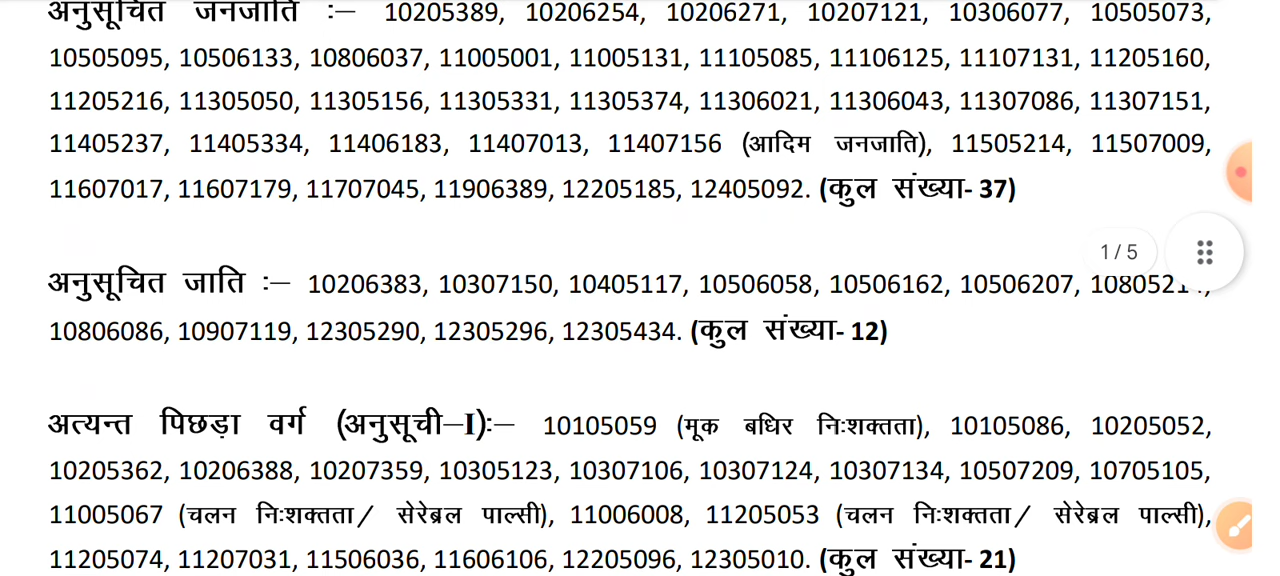 अनुसूचित जनजाति :– 10205389, 10206254, 10206271, 10207121, 10306077, 10505073,
10505095, 10506133, 10806037, 11005001, 11005131, 11105085, 11106125, 11107131, 11205160,
11205216, 11305050, 11305156, 11305331, 11305374, 11306021, 11306043, 11307086, 11307151,
11405237, 11405334, 11406183, 11407013, 11407156 (आदिम जनजाति), 11505214, 11507009,
11607017, 11607179, 11707045, 11906389, 12205185, 12405092. (कुल संख्या- 37)
1 / 5
अनुसूचित जाति :– 10206383, 10307150, 10405117, 10506058, 10506162, 10506207,
10806086, 10907119, 12305290, 12305296, 12305434. (कुल संख्या- 12)
अत्यन्त पिछड़ा वर्ग (अनुसूची–I):– 10105059 (मूक बधिर निःशक्तता), 10105086, 10205052,
10205362, 10206388, 10207359, 10305123, 10307106, 10307124, 10307134, 10507209, 10705105,
11005067 (चलन निःशक्तता/ सेरेब्रल पाल्सी), 11006008, 11205053 (चलन निःशक्तता/ सेरेब्रल पाल्सी),
11205074, 11207031, 11506036, 11606106, 12205096, 12305010. (कुल संख्या- 21)